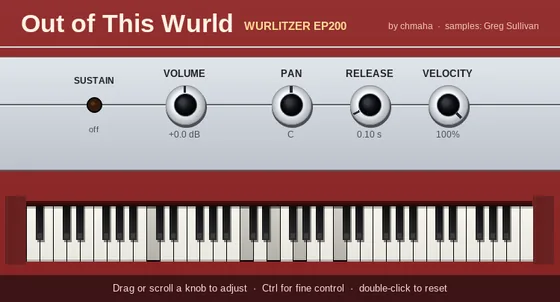 Out of This Wurld WURLITZER EP200 by chmaha · samples: Greg Sullivan
SUSTAIN VOLUME PAN RELEASE VELOCITY
off +0.0 dB C 0.10 s 100%
Drag or scroll a knob to adjust · Ctrl for fine control · double-click to reset